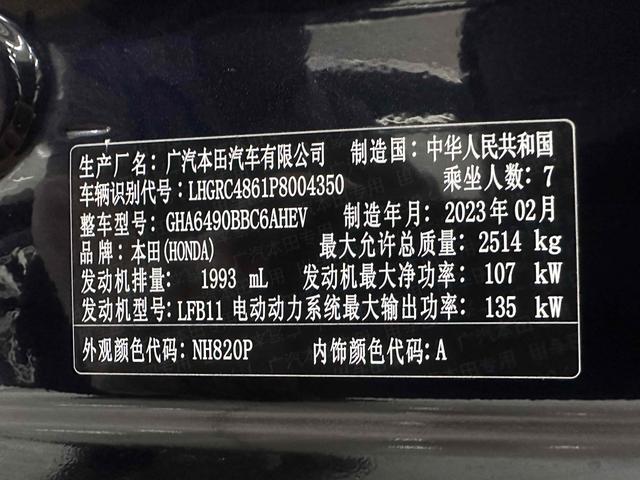 生产厂名：广汽本田汽车有限公司 制造国：中华人民共和国
车辆识别代号：LHGRC4861P8004350 乘坐人数：7
整车型号：GHA6490BBC6AHEV 制造年月：2023年02月
品牌：本田(HONDA) 最大允许总质量：2514 kg
发动机排量： 1993 mL 发动机最大净功率： 107 kW
发动机型号：LFB11 电动动力系统最大输出功率： 135 kW
外观颜色代码：NH820P 内饰颜色代码：A